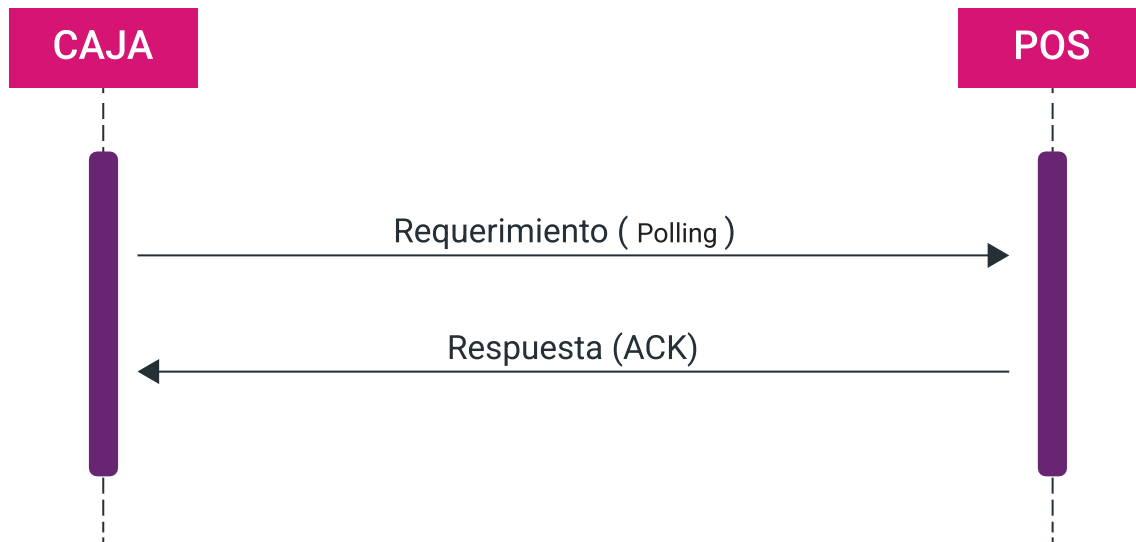 CAJA
POS
Requerimiento ( Polling )
Respuesta (ACK)